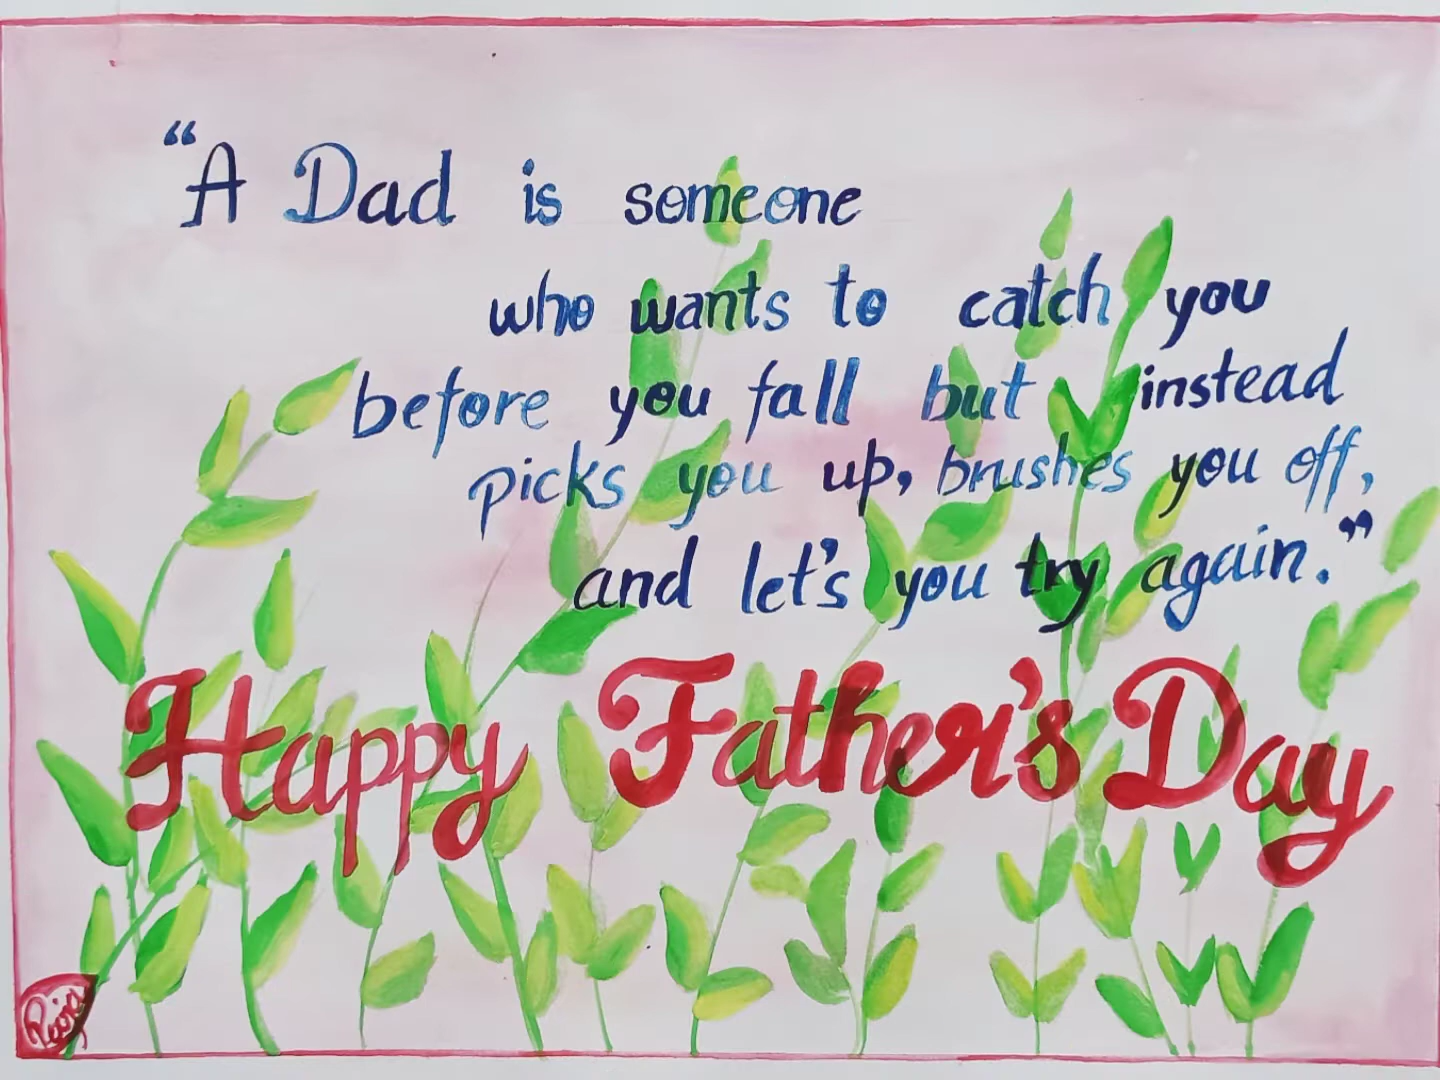 “A Dad is someone
who wants to catch you
before you fall but instead
picks you up, brushes you off,
and let's you try again.”
Happy Father's Day